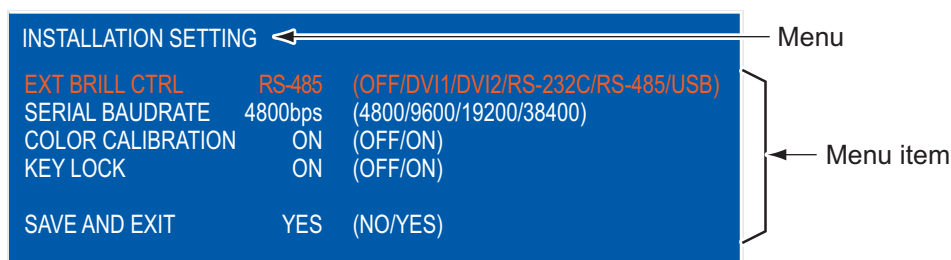 INSTALLATION SETTING
Menu
EXT BRILL CTRL RS-485 (OFF/DVI1/DVI2/RS-232C/RS-485/USB)
SERIAL BAUDRATE 4800bps (4800/9600/19200/38400)
COLOR CALIBRATION ON (OFF/ON)
KEY LOCK ON (OFF/ON)
SAVE AND EXIT YES (NO/YES)
Menu item